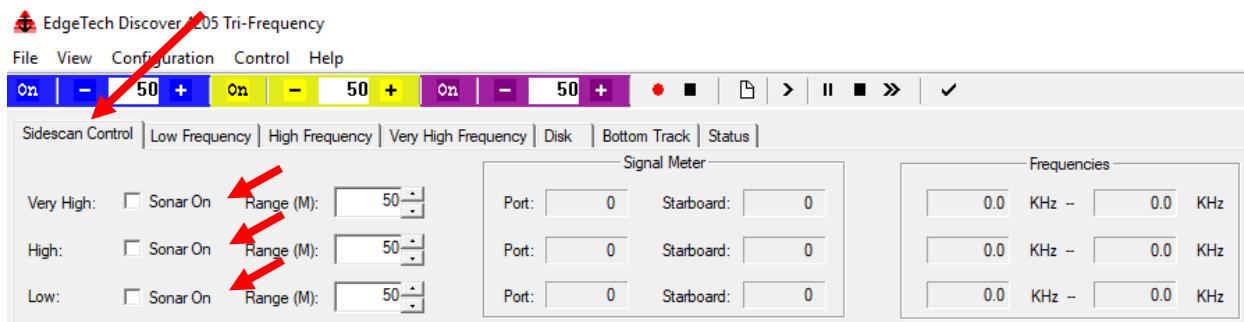 EdgeTech Discover 4205 Tri-Frequency
File View Configuration Control Help
On − 50 + On − 50 + On − 50 +
Sidescan Control Low Frequency High Frequency Very High Frequency Disk Bottom Track Status
Signal Meter Frequencies
Very High: Sonar On Range (M): 50 Port: 0 Starboard: 0 0.0 KHz -- 0.0 KHz
High: Sonar On Range (M): 50 Port: 0 Starboard: 0 0.0 KHz -- 0.0 KHz
Low: Sonar On Range (M): 50 Port: 0 Starboard: 0 0.0 KHz -- 0.0 KHz